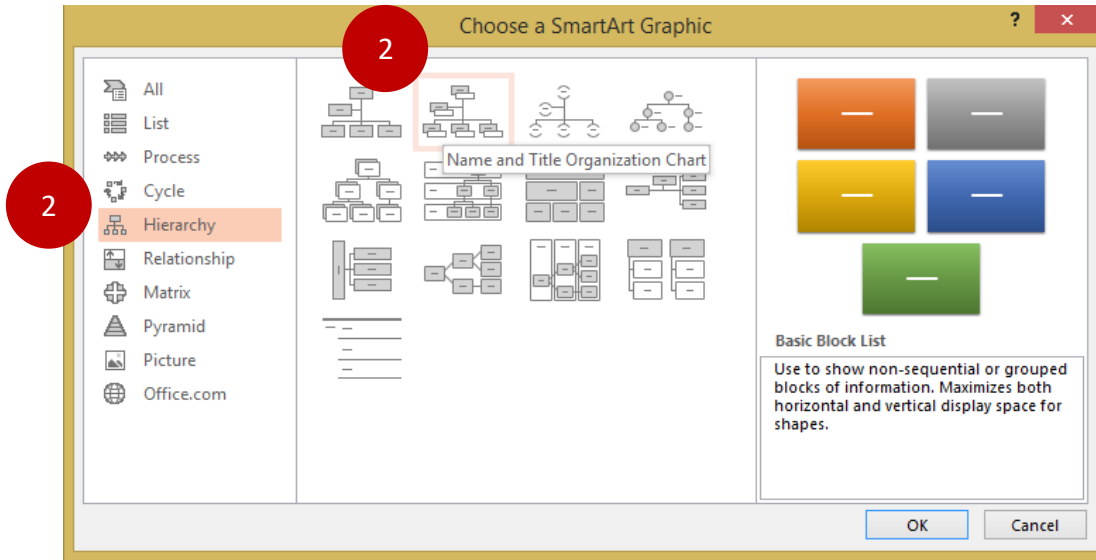 Choose a SmartArt Graphic
?
×
2
2
All
List
Process
Cycle
Hierarchy
Relationship
Matrix
Pyramid
Picture
Office.com
Name and Title Organization Chart
Basic Block List
Use to show non-sequential or grouped
blocks of information. Maximizes both
horizontal and vertical display space for
shapes.
OK
Cancel